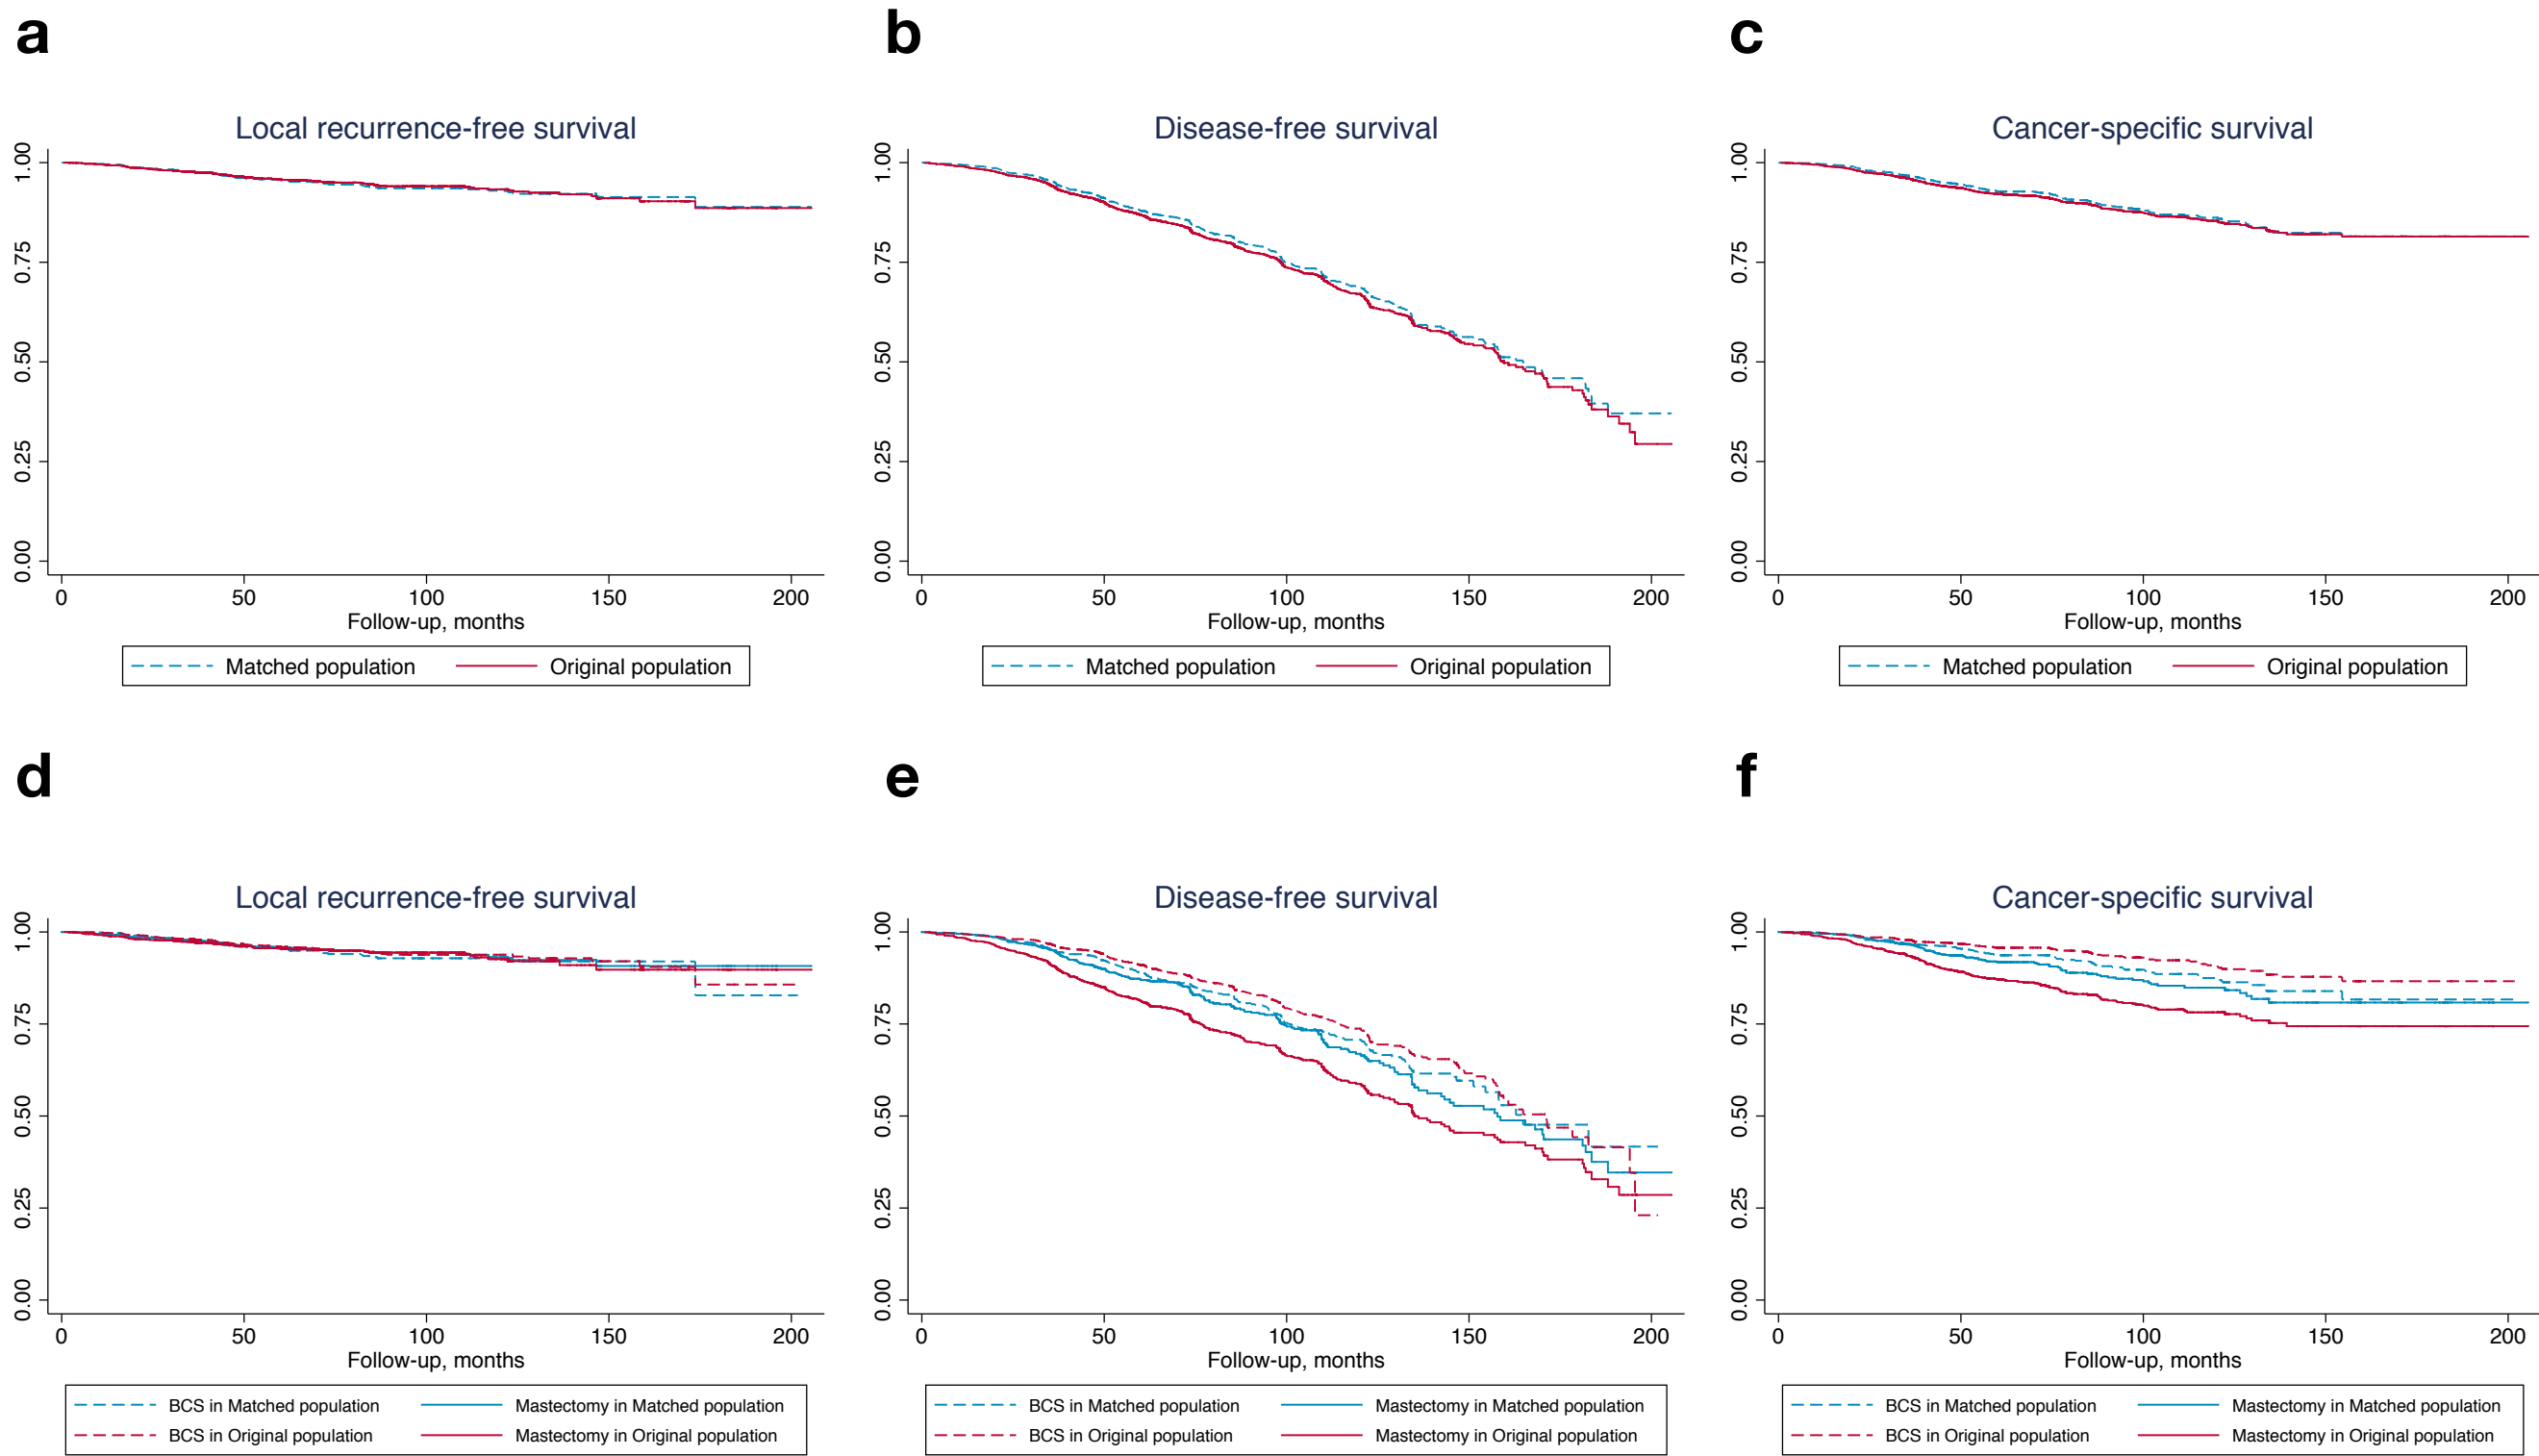 a
b
c
Local recurrence-free survival
Disease-free survival
Cancer-specific survival
1.00
0.75
0.50
0.25
0.00
0 50 100 150 200
Follow-up, months
Matched population Original population
1.00
0.75
0.50
0.25
0.00
0 50 100 150 200
Follow-up, months
Matched population Original population
1.00
0.75
0.50
0.25
0.00
0 50 100 150 200
Follow-up, months
Matched population Original population
d
e
f
Local recurrence-free survival
Disease-free survival
Cancer-specific survival
1.00
0.75
0.50
0.25
0.00
0 50 100 150 200
Follow-up, months
BCS in Matched population Mastectomy in Matched population
BCS in Original population Mastectomy in Original population
1.00
0.75
0.50
0.25
0.00
0 50 100 150 200
Follow-up, months
BCS in Matched population Mastectomy in Matched population
BCS in Original population Mastectomy in Original population
1.00
0.75
0.50
0.25
0.00
0 50 100 150 200
Follow-up, months
BCS in Matched population Mastectomy in Matched population
BCS in Original population Mastectomy in Original population